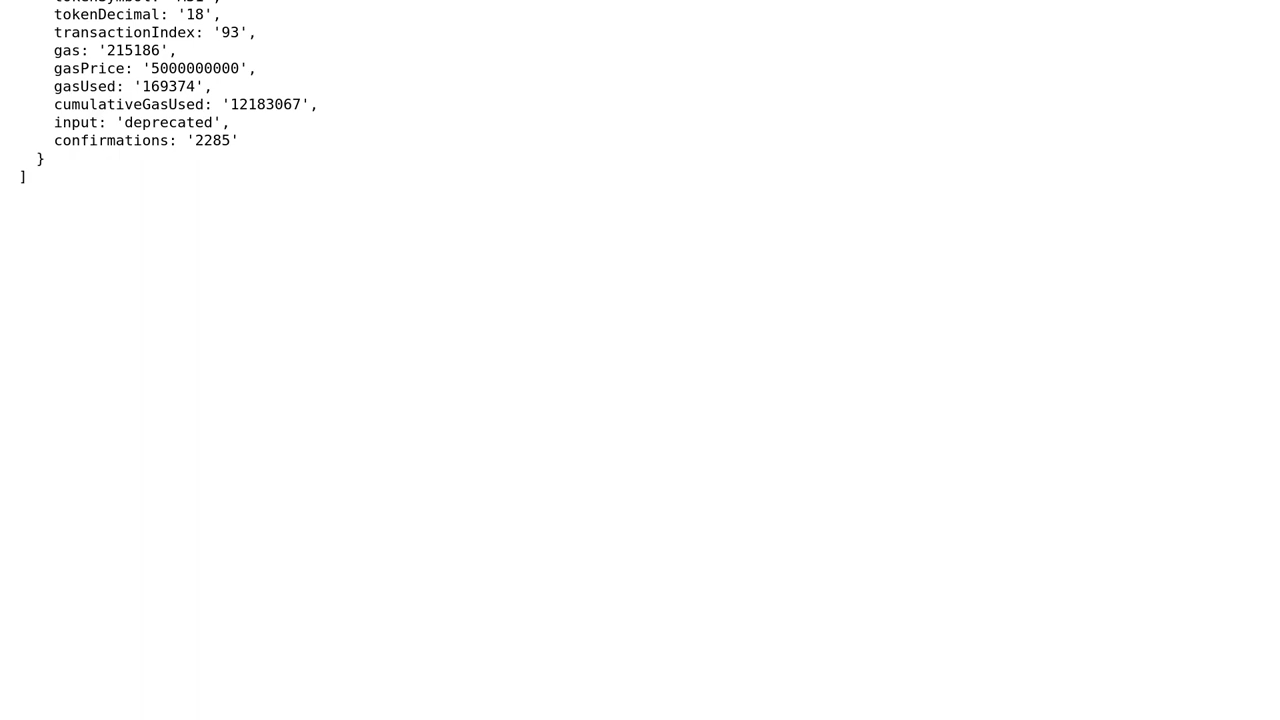 tokenDecimal: '18',
transactionIndex: '93',
gas: '215186',
gasPrice: '5000000000',
gasUsed: '169374',
cumulativeGasUsed: '12183067',
input: 'deprecated',
confirmations: '2285'
}
]